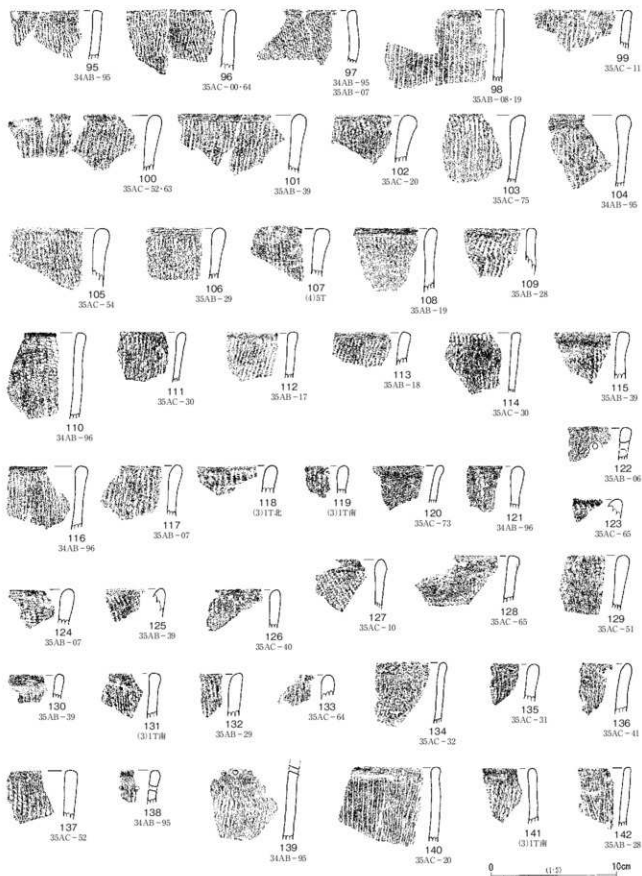 95
34AB-95
96
35AC-00・64
97
34AB-95
35AB-07
98
35AB-08・19
99
35AC-11
100
35AC-52・63
101
35AB-39
102
35AC-20
103
35AC-75
104
34AB-95
105
35AC-54
106
35AB-29
107
(4)5T
108
35AB-19
109
35AB-28
110
34AB-96
111
35AC-30
112
35AB-17
113
35AB-18
114
35AC-30
115
35AB-39
116
34AB-96
117
35AB-07
118
(3)1T北
119
(3)1T南
120
35AC-73
121
34AB-96
122
35AB-06
123
35AC-65
124
35AB-07
125
35AB-39
126
35AC-40
127
35AC-10
128
35AC-65
129
35AC-51
130
35AB-39
131
(3)1T南
132
35AB-29
133
35AC-64
134
35AC-32
135
35AC-31
136
35AC-41
137
35AC-52
138
34AB-95
139
34AB-95
140
35AC-20
141
(3)1T南
142
35AB-28
0 (1:3) 10cm